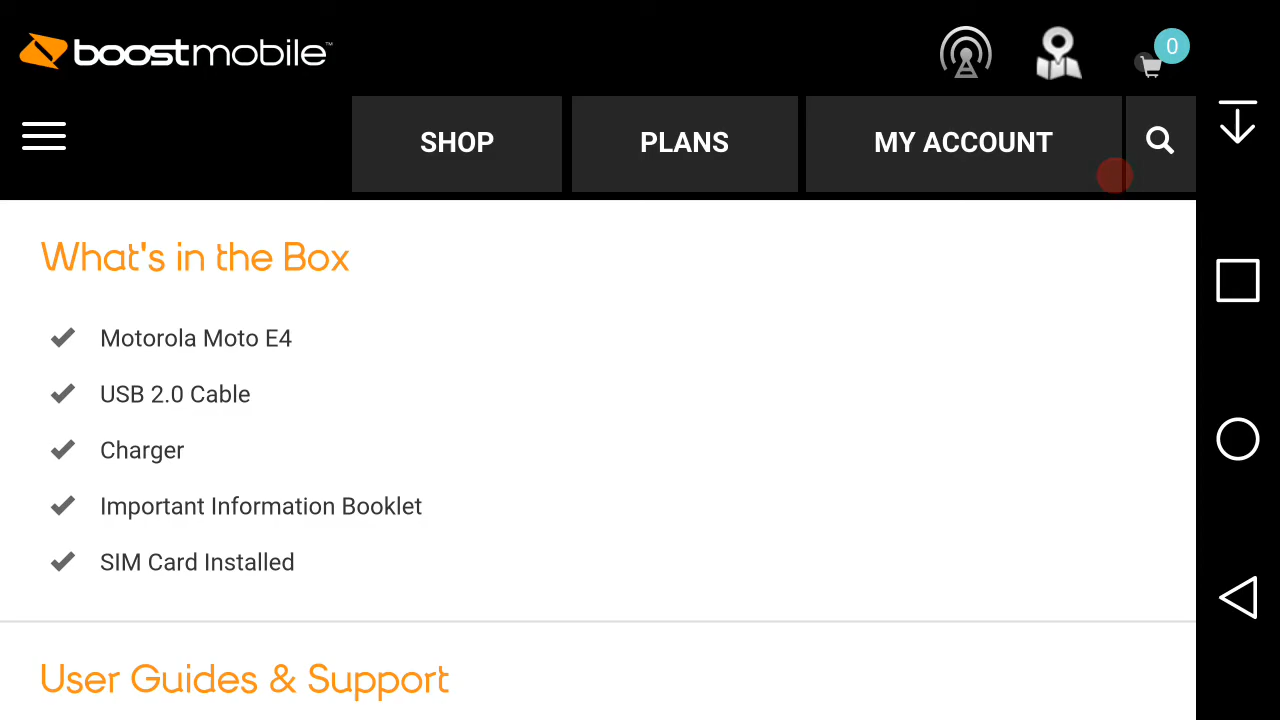 boostmobile™
0
SHOP
PLANS
MY ACCOUNT
What's in the Box
Motorola Moto E4
USB 2.0 Cable
Charger
Important Information Booklet
SIM Card Installed
User Guides & Support